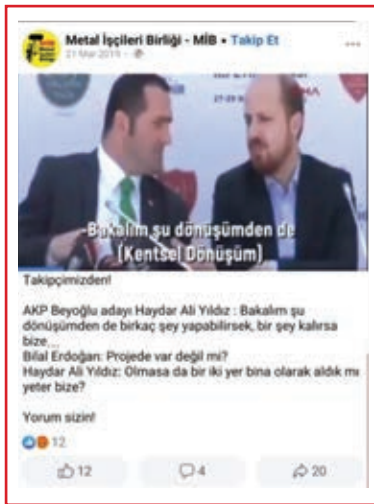 Metal İşçileri Birliği - MİB • Takip Et
21 Mar 2019
27-29
-Bakalım şu dönüşümden de
(Kentsel Dönüşüm)
Takipçimizden!
AKP Beyoğlu adayı Haydar Ali Yıldız : Bakalım şu
dönüşümden de birkaç şey yapabilirsek, bir şey kalırsa
bize...
Bilal Erdoğan: Projede var değil mi?
Haydar Ali Yıldız: Olmasa da bir iki yer bina olarak aldık mı
yeter bize?
Yorum sizin!
12
12
4
20